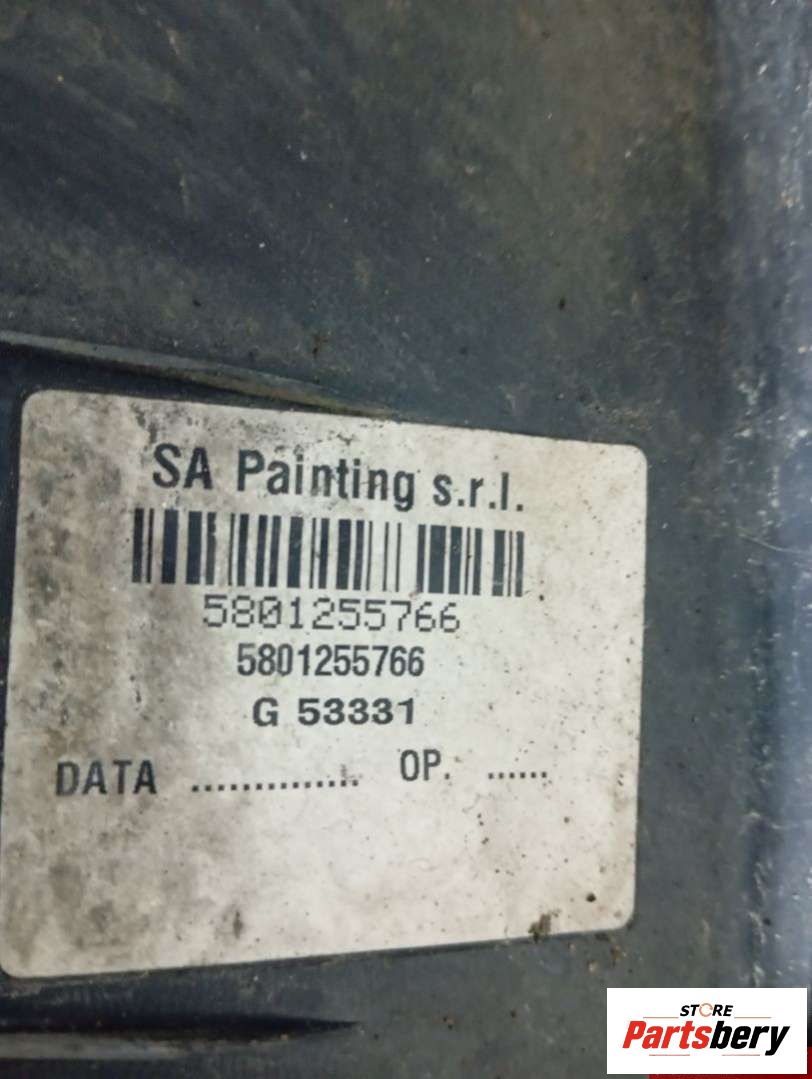 SA Painting s.r.l.
5801255766
5801255766
G 53331
DATA .............. OP. ......
STORE
Partsbery